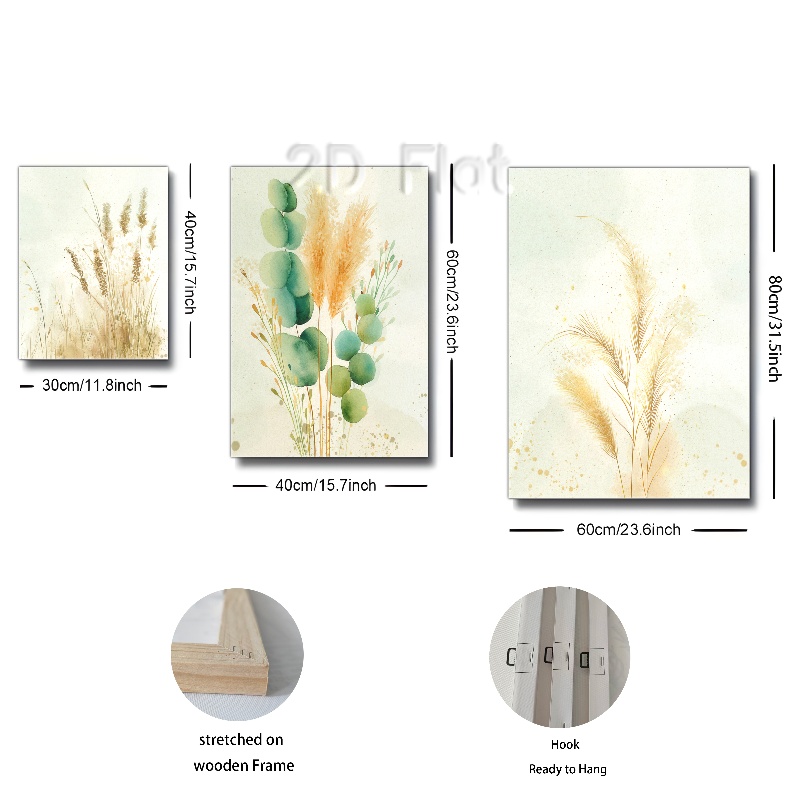 2D Flat
40cm/15.7inch
30cm/11.8inch
60cm/23.6inch
40cm/15.7inch
80cm/31.5inch
60cm/23.6inch
stretched on
wooden Frame
Hook
Ready to Hang